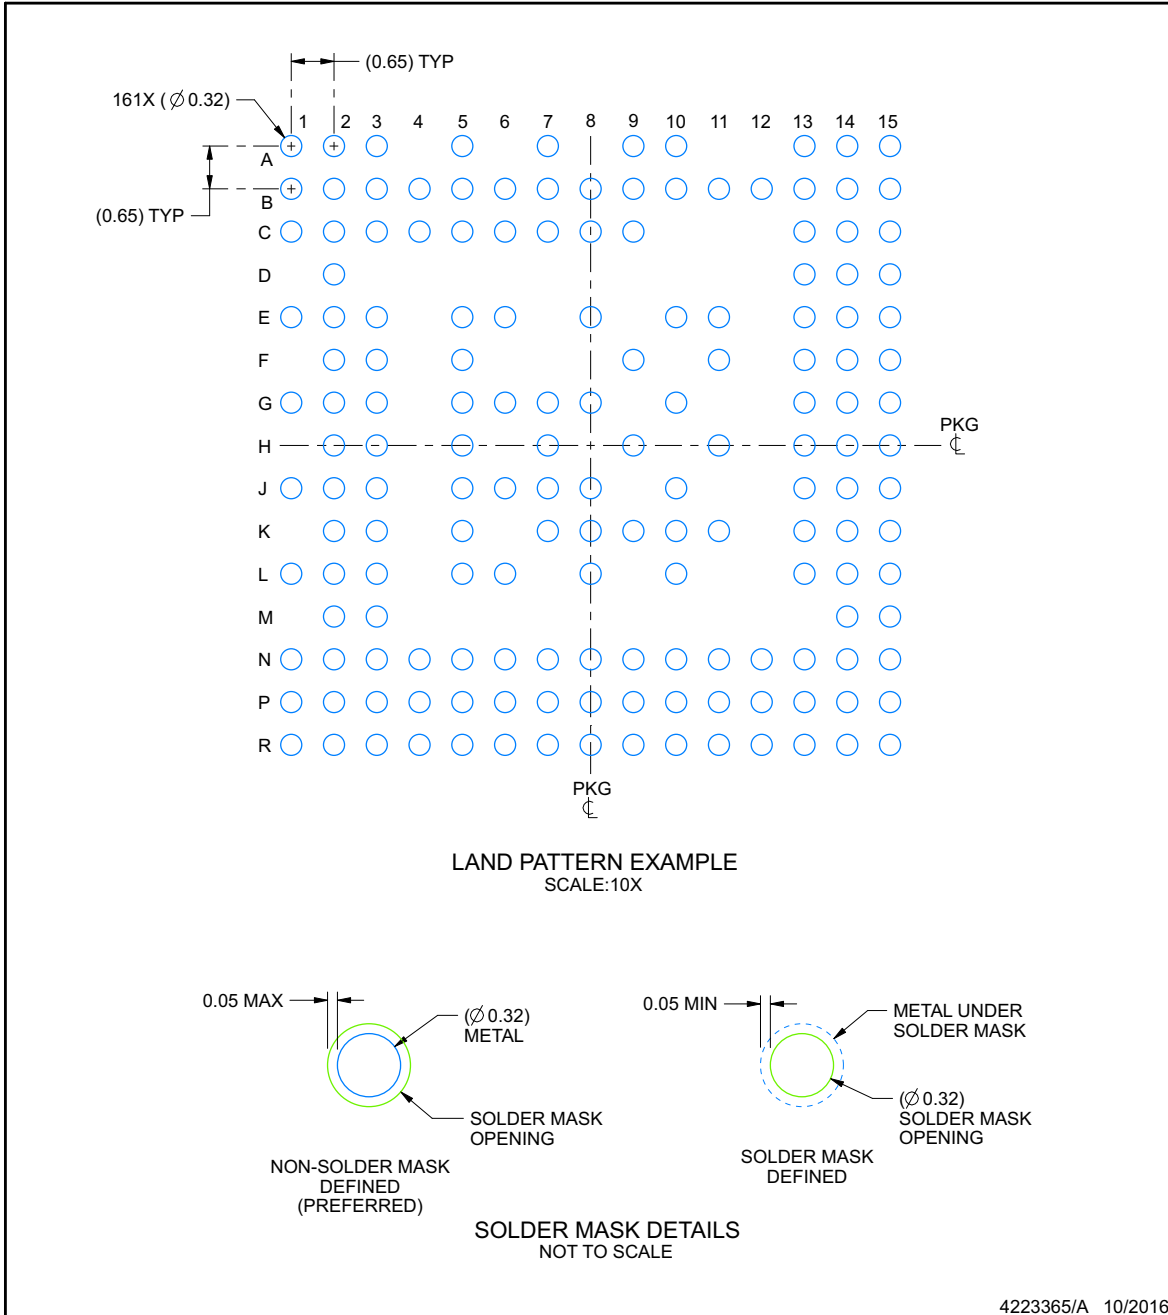 (0.65) TYP
161X ( ∅ 0.32)
1 2 3 4 5 6 7 8 9 10 11 12 13 14 15
A
B
(0.65) TYP
C
D
E
F
G
PKG
H
℄
J
K
L
M
N
P
R
PKG
℄
LAND PATTERN EXAMPLE
SCALE:10X
0.05 MAX
(∅ 0.32)
METAL
SOLDER MASK
OPENING
NON-SOLDER MASK
DEFINED
(PREFERRED)
0.05 MIN
METAL UNDER
SOLDER MASK
(∅ 0.32)
SOLDER MASK
OPENING
SOLDER MASK
DEFINED
SOLDER MASK DETAILS
NOT TO SCALE
4223365/A 10/2016